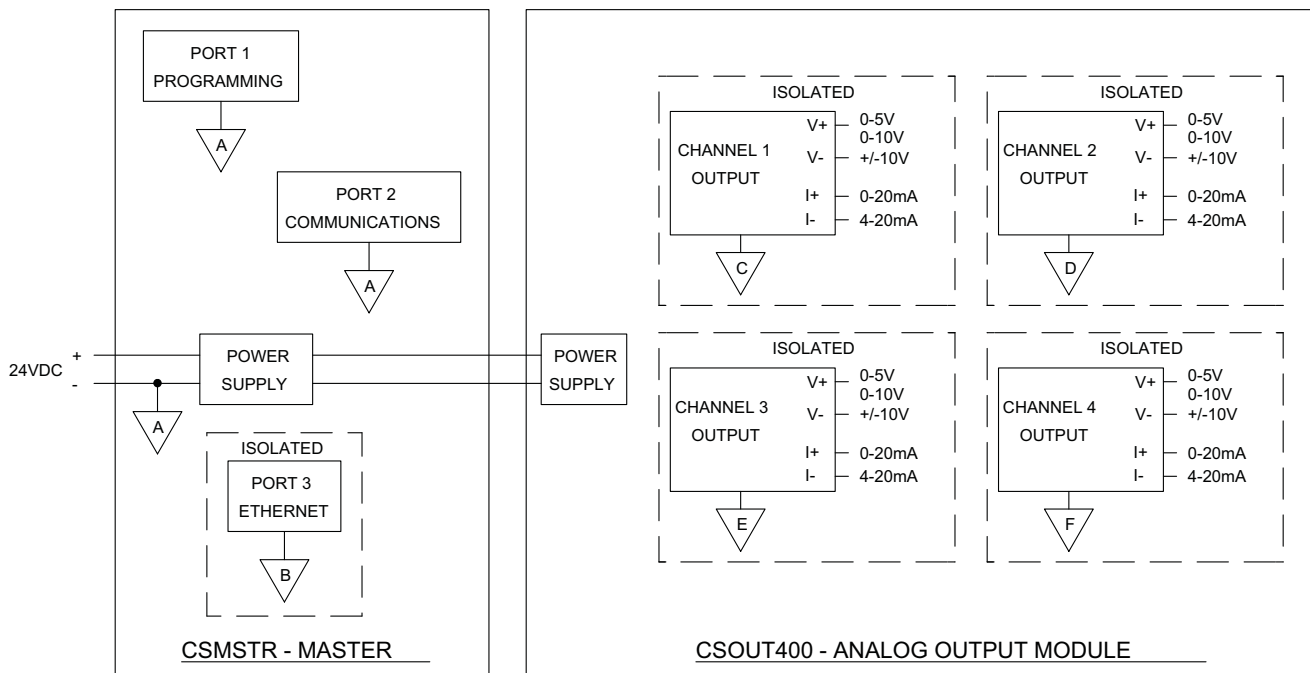 PORT 1
PROGRAMMING
A
PORT 2
COMMUNICATIONS
A
24VDC
+
-
POWER
SUPPLY
A
ISOLATED
PORT 3
ETHERNET
B
CSMSTR - MASTER
POWER
SUPPLY
ISOLATED
CHANNEL 1
OUTPUT
V+ 0-5V
0-10V
V- +/-10V
I+ 0-20mA
I- 4-20mA
C
ISOLATED
CHANNEL 2
OUTPUT
V+ 0-5V
0-10V
V- +/-10V
I+ 0-20mA
I- 4-20mA
D
ISOLATED
CHANNEL 3
OUTPUT
V+ 0-5V
0-10V
V- +/-10V
I+ 0-20mA
I- 4-20mA
E
ISOLATED
CHANNEL 4
OUTPUT
V+ 0-5V
0-10V
V- +/-10V
I+ 0-20mA
I- 4-20mA
F
CSOUT400 - ANALOG OUTPUT MODULE